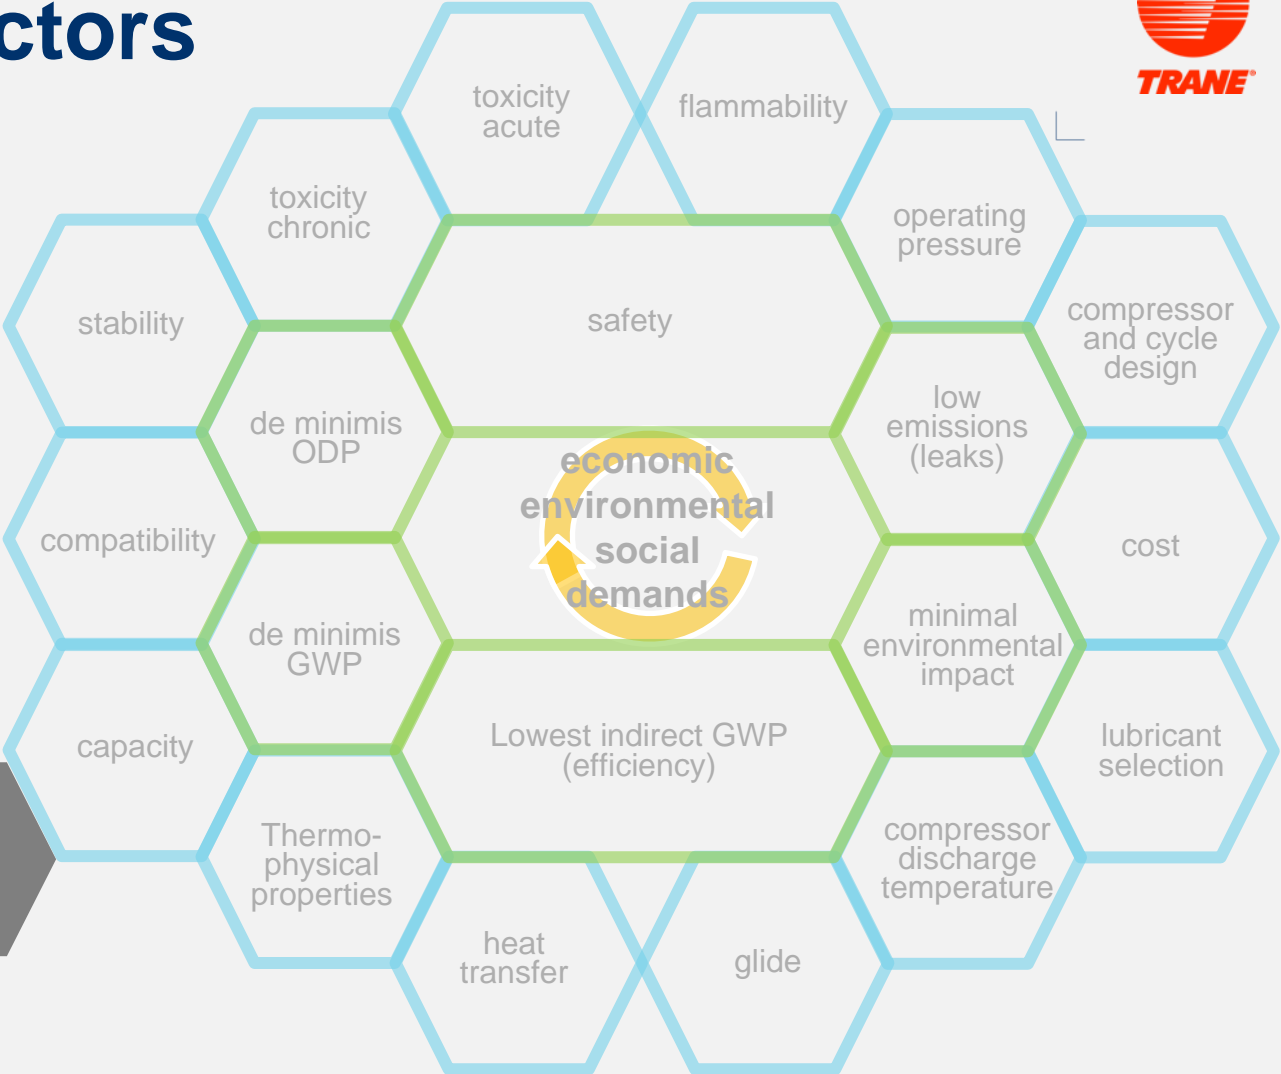 ctors
TRANE
toxicity
acute
flammability
toxicity
chronic
operating
pressure
stability
safety
compressor
and cycle
design
de minimis
ODP
low
emissions
(leaks)
economic
environmental
social
demands
compatibility
cost
de minimis
GWP
minimal
environmental
impact
capacity
Lowest indirect GWP
(efficiency)
lubricant
selection
Thermo-
physical
properties
compressor
discharge
temperature
heat
transfer
glide